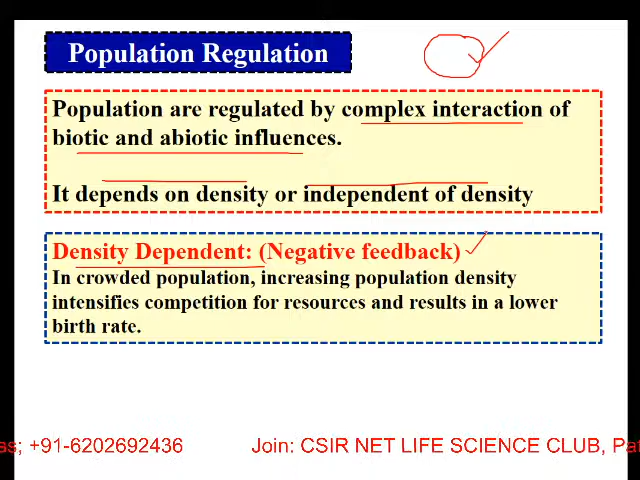 Population Regulation
Population are regulated by complex interaction of
biotic and abiotic influences.
It depends on density or independent of density
Density Dependent: (Negative feedback)
In crowded population, increasing population density
intensifies competition for resources and results in a lower
birth rate.
+91-6202692436 Join: CSIR NET LIFE SCIENCE CLUB,